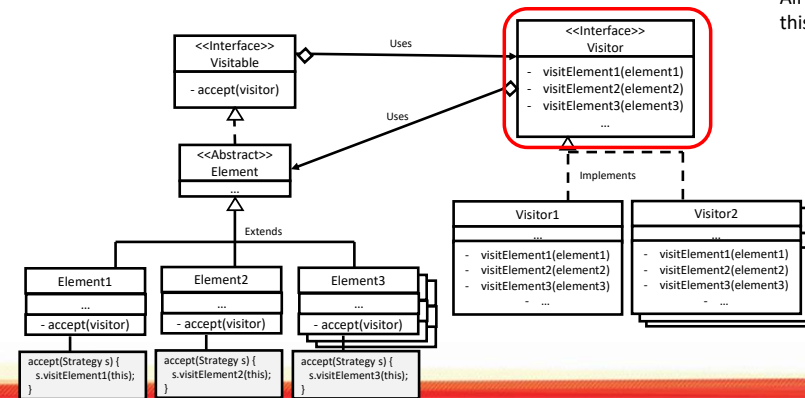 All
this
<<Interface>>
Visitable
- accept(visitor)
Uses
<<Interface>>
Visitor
- visitElement1(element1)
- visitElement2(element2)
- visitElement3(element3)
...
Uses
<<Abstract>>
Element
...
Implements
Extends
Visitor1
...
- visitElement1(element1)
- visitElement2(element2)
- visitElement3(element3)
- ...
Visitor2
...
- visitElement1(element1)
- visitElement2(element2)
- visitElement3(element3)
- ...
Element1
...
- accept(visitor)
Element2
...
- accept(visitor)
Element3
...
- accept(visitor)
accept(Strategy s) {
s.visitElement1(this);
}
accept(Strategy s) {
s.visitElement2(this);
}
accept(Strategy s) {
s.visitElement3(this);
}